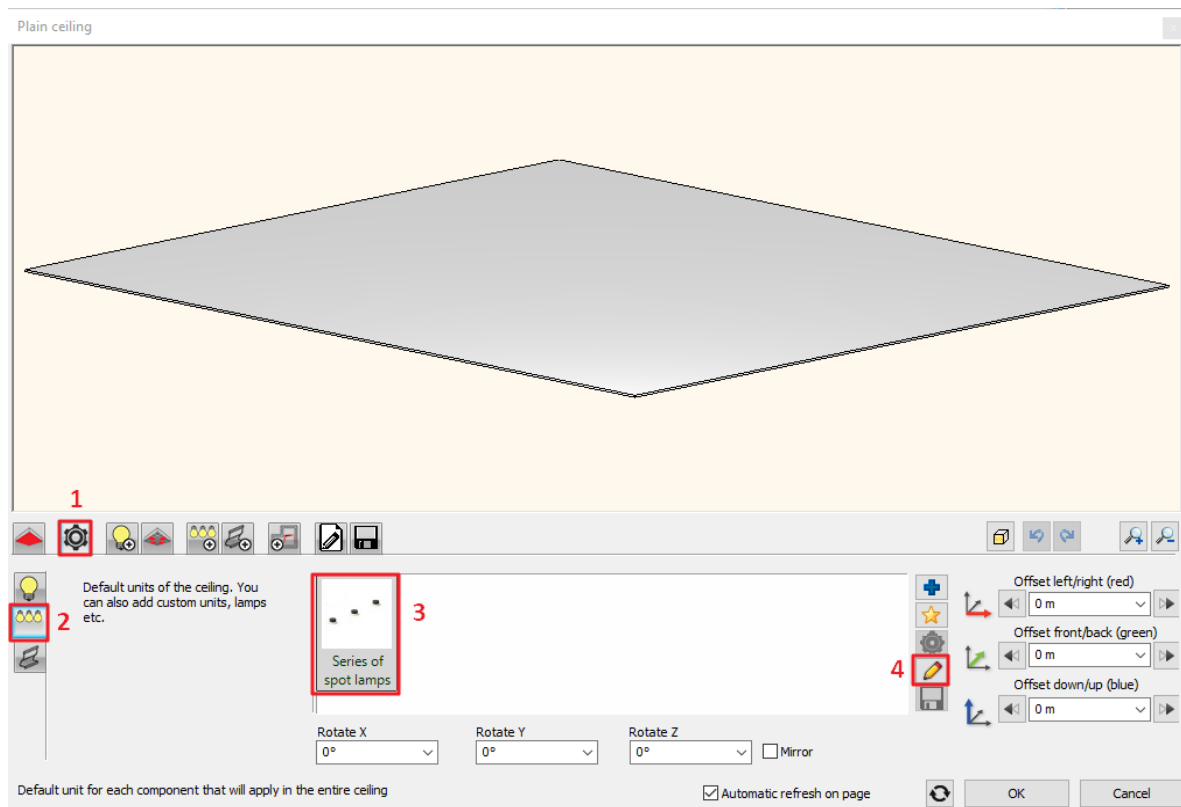 Plain ceiling
1
Default units of the ceiling. You
can also add custom units, lamps
etc.
2
Series of
spot lamps
3
4
Offset left/right (red)
0 m
Offset front/back (green)
0 m
Offset down/up (blue)
0 m
Rotate X
0°
Rotate Y
0°
Rotate Z
0°
Mirror
Default unit for each component that will apply in the entire ceiling
Automatic refresh on page
OK
Cancel